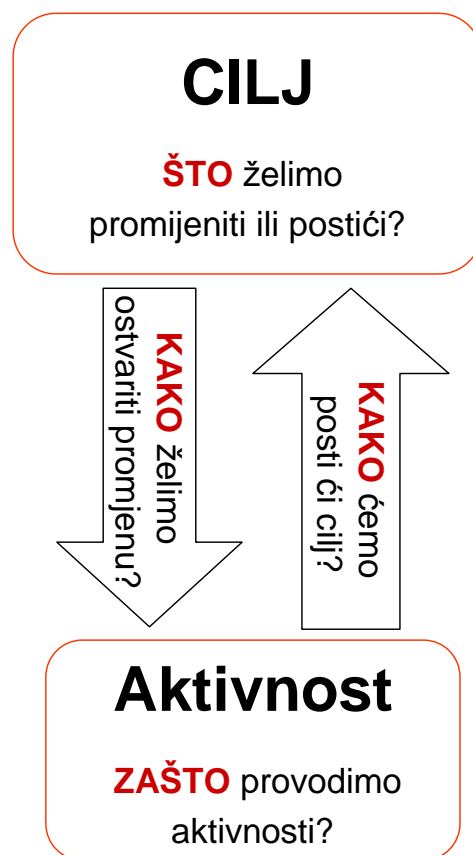 CILJ
ŠTO želimo
promijeniti ili postići?
KAKO želimo
ostvariti promjenu?
KAKO ćemo
posti ći cilj?
Aktivnost
ZAŠTO provodimo
aktivnosti?